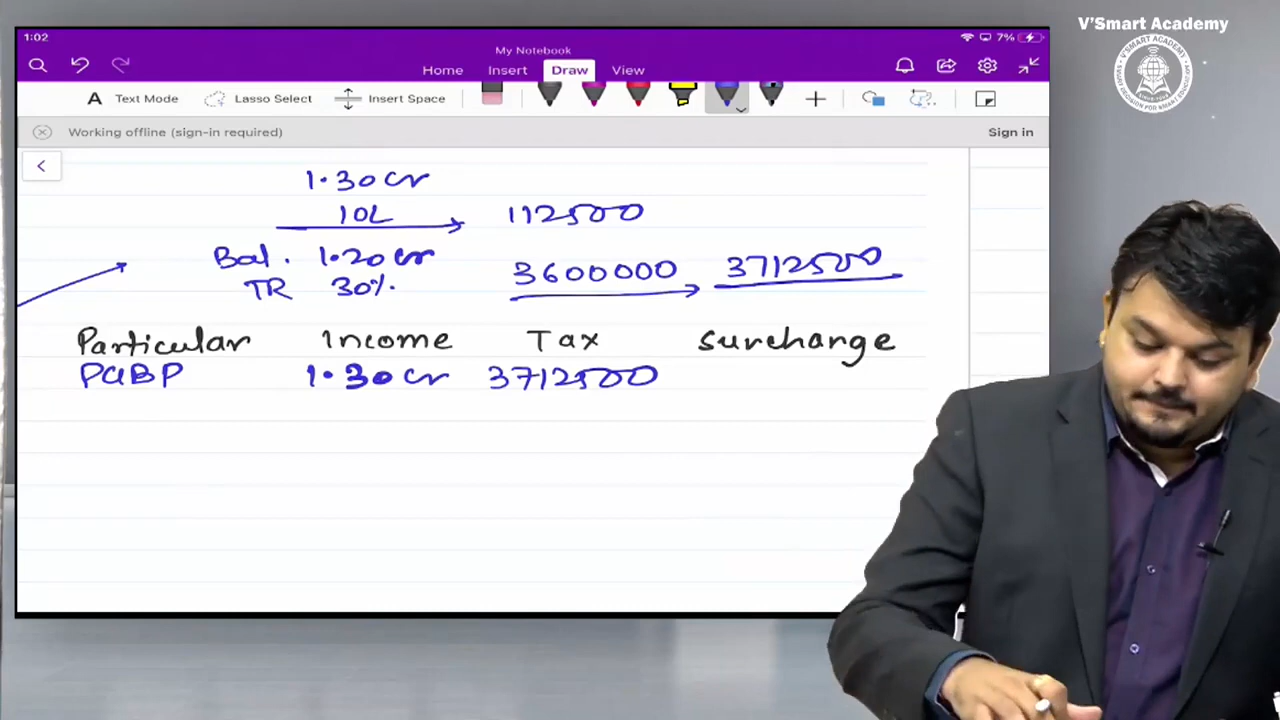 V'Smart Academy
1:02
7%
My Notebook
Home Insert Draw View
A Text Mode Lasso Select Insert Space
Working offline (sign-in required) Sign in
1.30 cr
10L 112500
Bal. 1.20 cr 3600000 3712500
TR 30%.
Particular Income Tax Surcharge
PGBP 1.30 cr 3712500